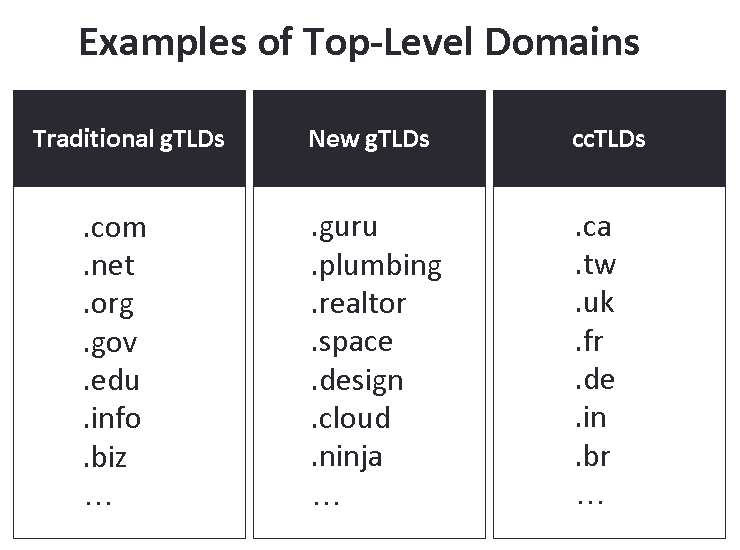 Examples of Top-Level Domains
Traditional gTLDs
.com
.net
.org
.gov
.edu
.info
.biz
...
New gTLDs
.guru
.plumbing
.realtor
.space
.design
.cloud
.ninja
...
ccTLDs
.ca
.tw
.uk
.fr
.de
.in
.br
...